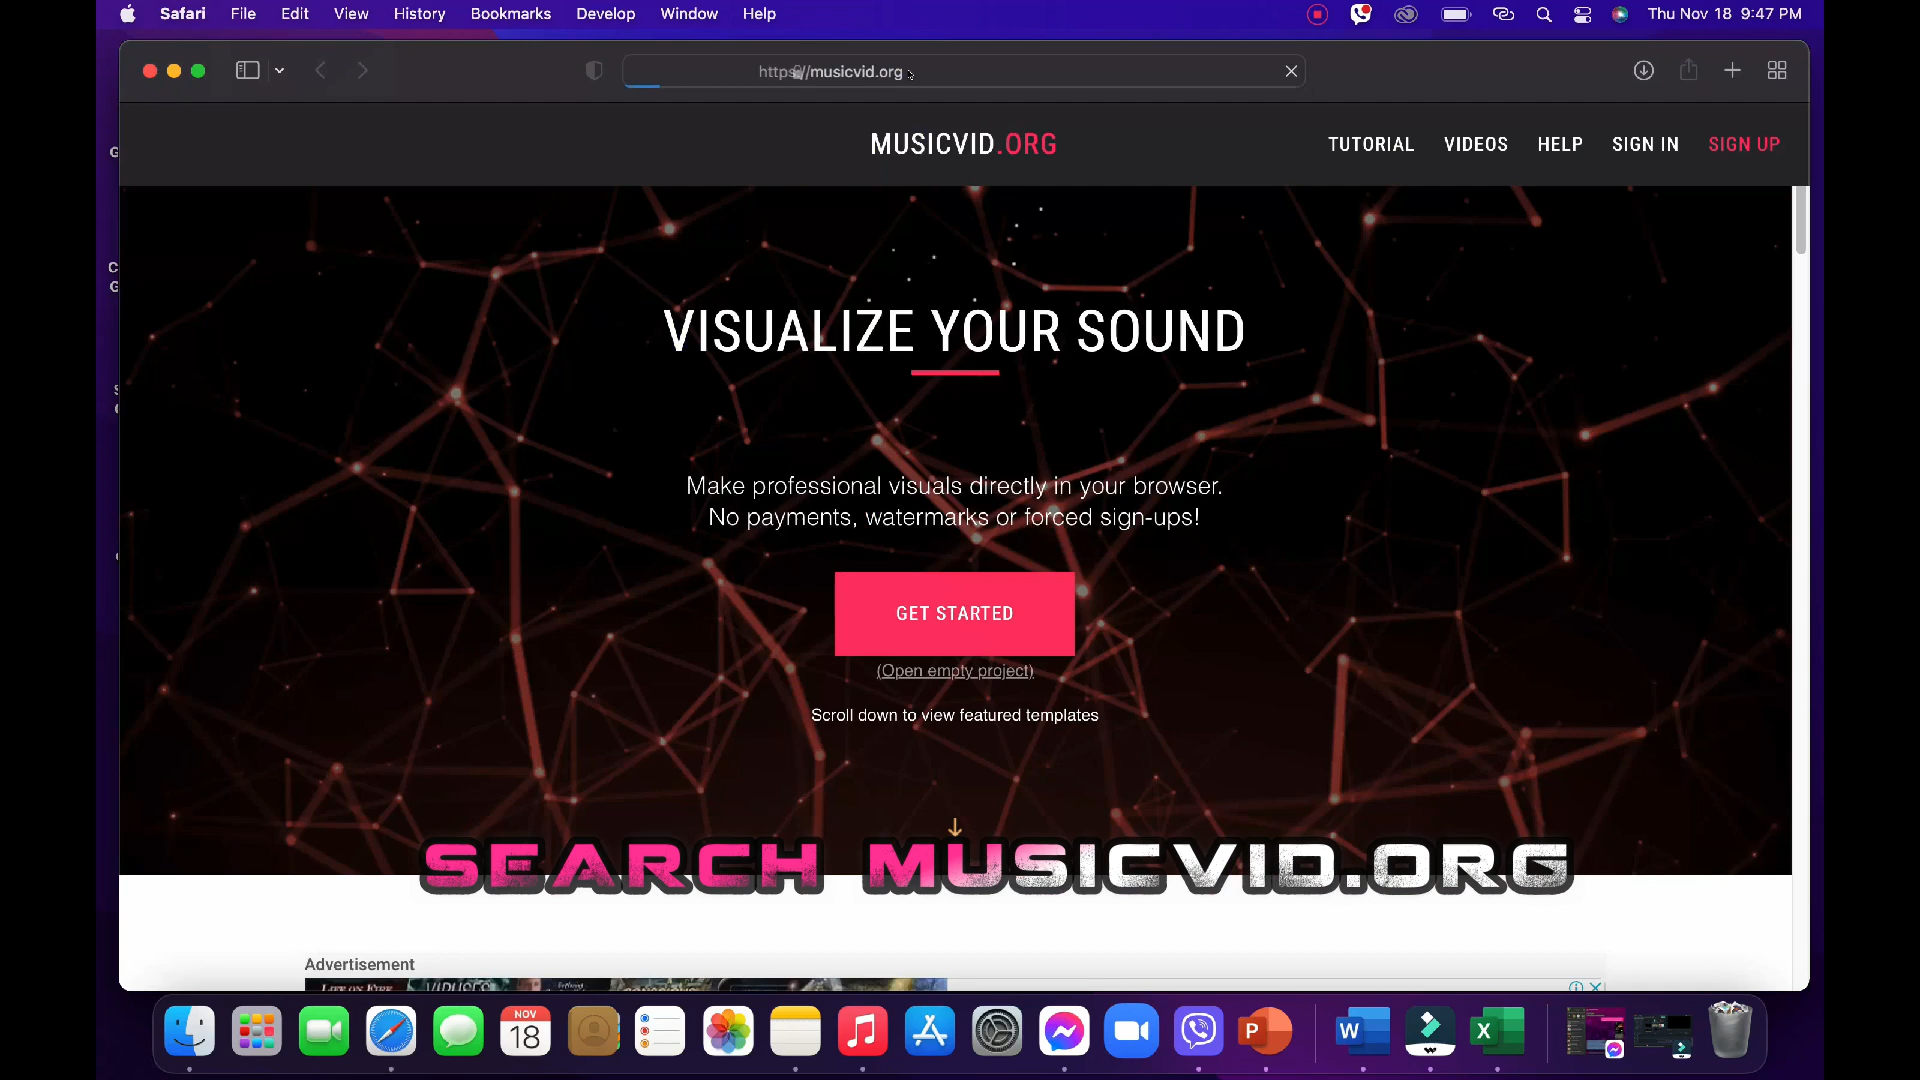 Safari File Edit View History Bookmarks Develop Window Help Thu Nov 18 9:47 PM
https://musicvid.org
MUSICVID.ORG TUTORIAL VIDEOS HELP SIGN IN SIGN UP
VISUALIZE YOUR SOUND
Make professional visuals directly in your browser.
No payments, watermarks or forced sign-ups!
GET STARTED
(Open empty project)
Scroll down to view featured templates
SEARCH MUSICVID.ORG
Advertisement
NOV
18
P W X